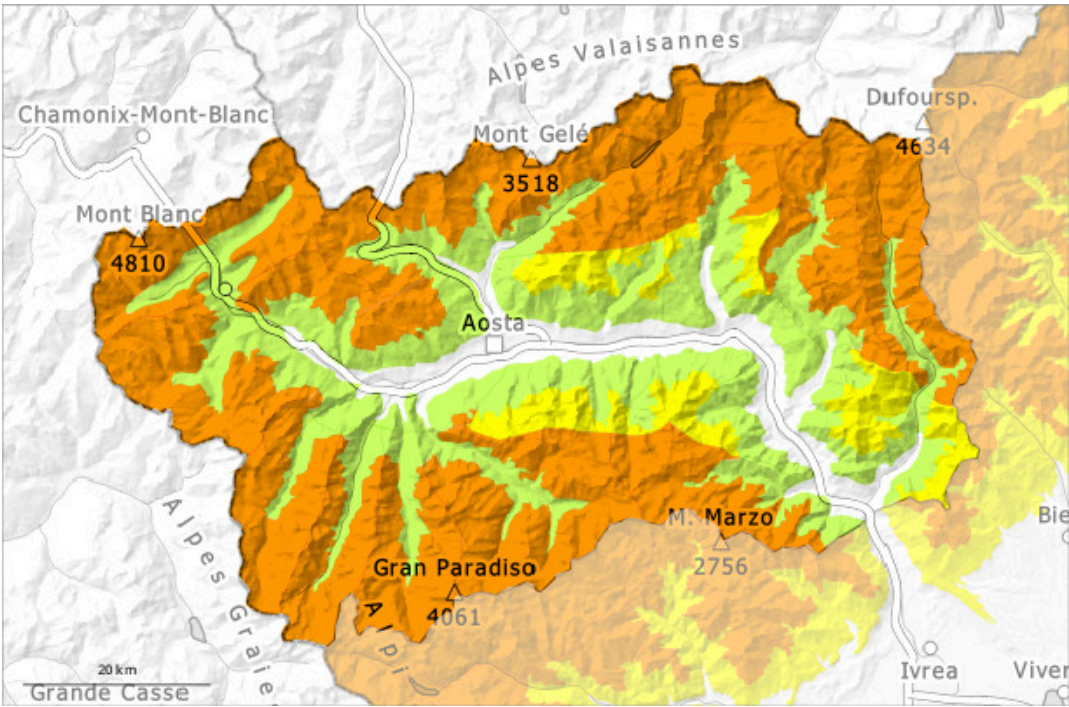 Alpes Valaisannes
Dufoursp.
4634
Chamonix-Mont-Blanc
Mont Gelé
3518
Mont Blanc
4810
Aosta
M. Marzo
2756
Bie
Gran Paradiso
4061
Alpes Graie
Alpi
20 km
Grande Casse
Ivrea
Viver